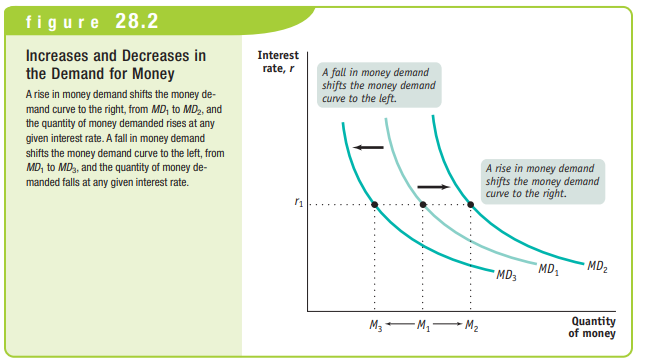 figure 28.2
Increases and Decreases in
the Demand for Money
A rise in money demand shifts the money de-
mand curve to the right, from MD₁ to MD₂, and
the quantity of money demanded rises at any
given interest rate. A fall in money demand
shifts the money demand curve to the left, from
MD₁ to MD₃, and the quantity of money de-
manded falls at any given interest rate.
Interest
rate, r
A fall in money demand
shifts the money demand
curve to the left.
A rise in money demand
shifts the money demand
curve to the right.
r₁
MD₃
MD₁
MD₂
M₃
M₁
M₂
Quantity
of money